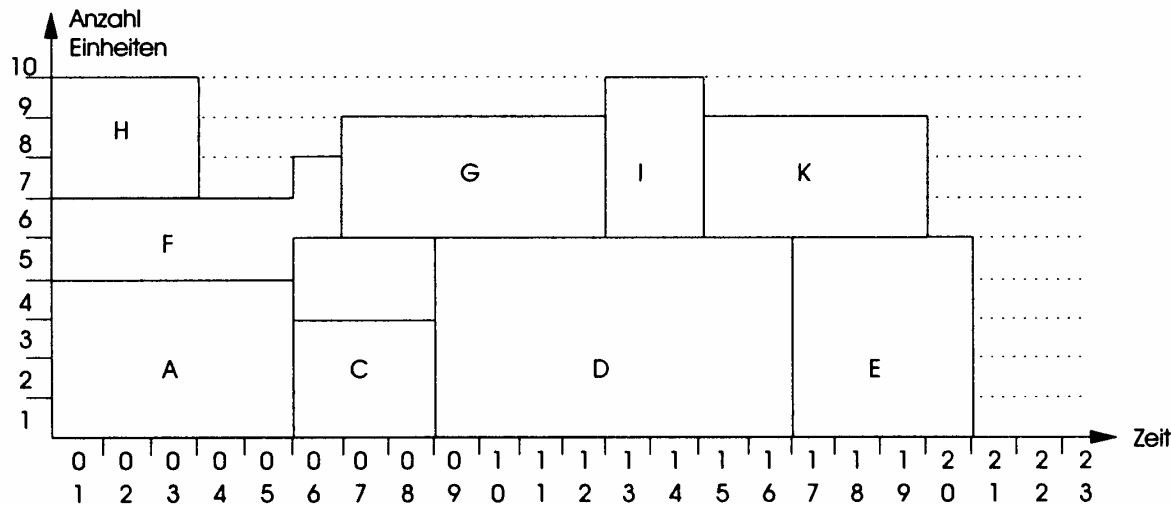 Anzahl
Einheiten
10
9
H
8
G
I
K
7
6
F
5
4
3
A
C
D
E
2
1
Zeit
0 0 0 0 0 0 0 0 0 1 1 1 1 1 1 1 1 1 1 2 2 2 2
1 2 3 4 5 6 7 8 9 0 1 2 3 4 5 6 7 8 9 0 1 2 3